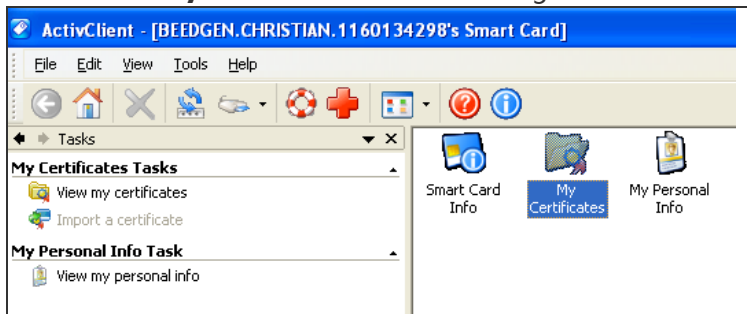 ActivClient - [BEEDGEN.CHRISTIAN.1160134298's Smart Card]
File Edit View Tools Help
Tasks
My Certificates Tasks
View my certificates
Import a certificate
My Personal Info Task
View my personal info
Smart Card
Info
My
Certificates
My Personal
Info